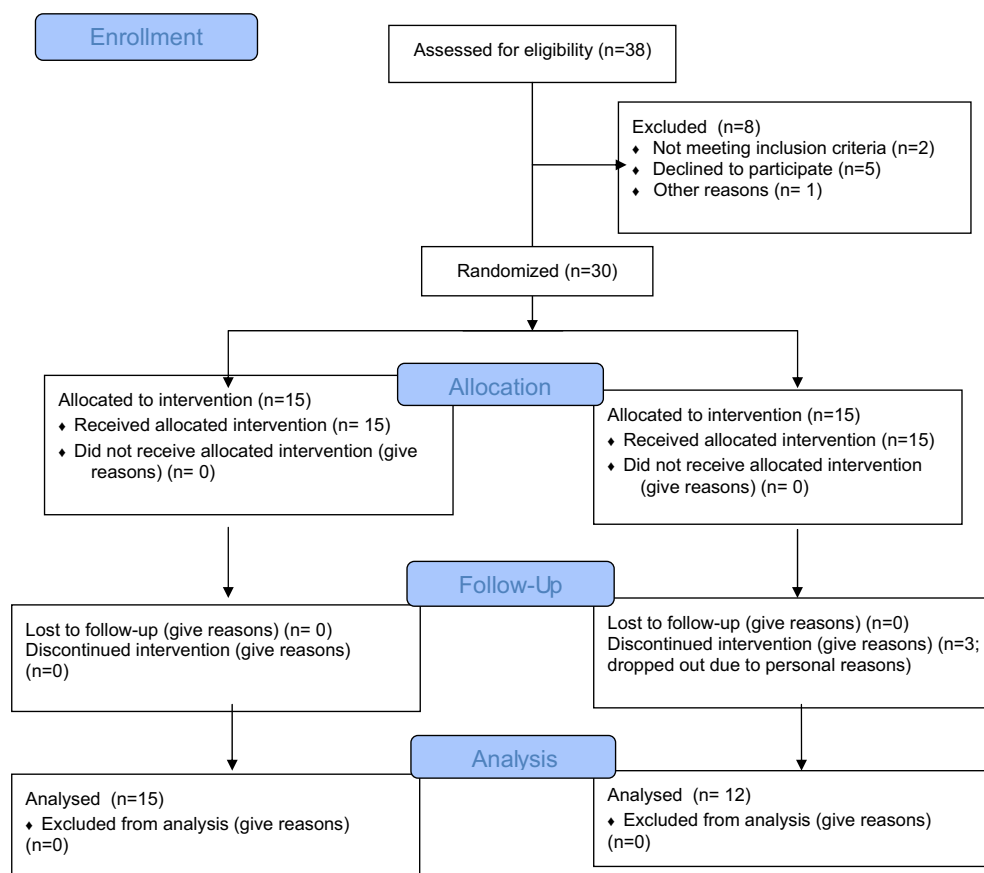 Enrollment
Assessed for eligibility (n=38)
Excluded (n=8)
♦ Not meeting inclusion criteria (n=2)
♦ Declined to participate (n=5)
♦ Other reasons (n= 1)
Randomized (n=30)
Allocation
Allocated to intervention (n=15)
♦ Received allocated intervention (n= 15)
♦ Did not receive allocated intervention (give
reasons) (n= 0)
Allocated to intervention (n=15)
♦ Received allocated intervention (n=15)
♦ Did not receive allocated intervention
(give reasons) (n= 0)
Follow-Up
Lost to follow-up (give reasons) (n= 0)
Discontinued intervention (give reasons)
(n=0)
Lost to follow-up (give reasons) (n=0)
Discontinued intervention (give reasons) (n=3;
dropped out due to personal reasons)
Analysis
Analysed (n=15)
♦ Excluded from analysis (give reasons)
(n=0)
Analysed (n= 12)
♦ Excluded from analysis (give reasons)
(n=0)